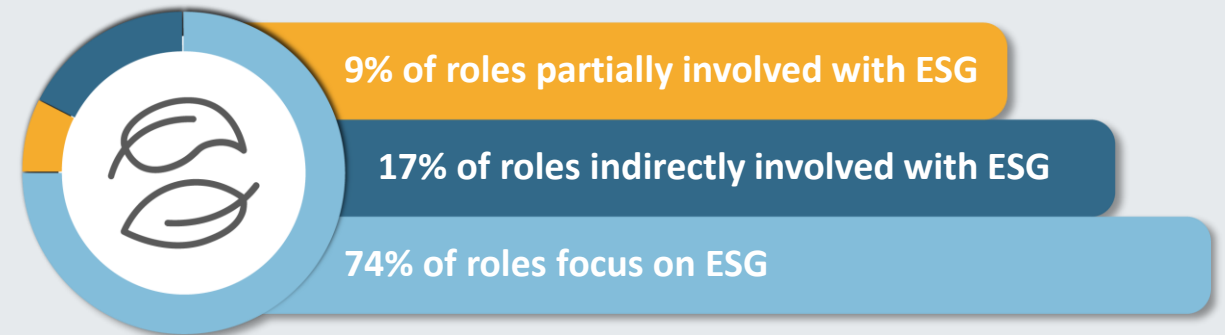 9% of roles partially involved with ESG
17% of roles indirectly involved with ESG
74% of roles focus on ESG